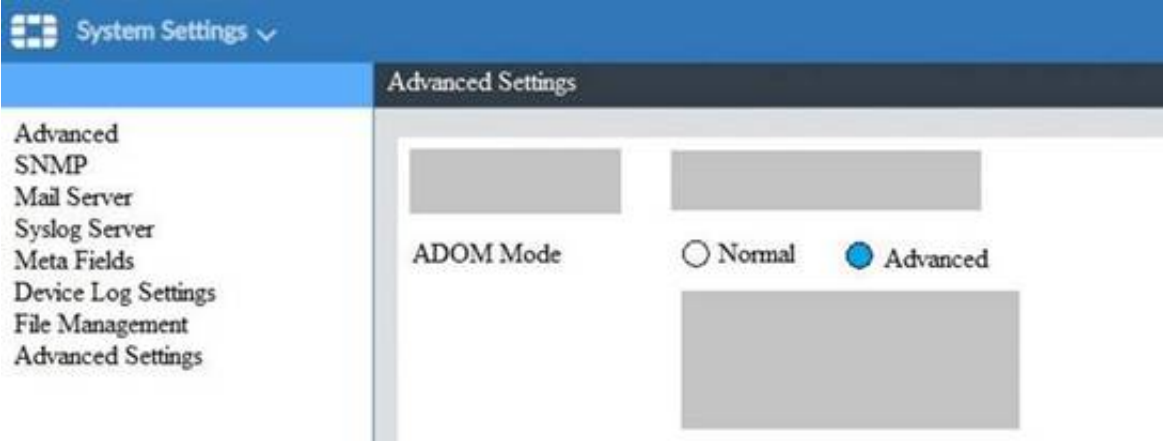 System Settings
Advanced Settings
Advanced
SNMP
Mail Server
Syslog Server
Meta Fields
Device Log Settings
File Management
Advanced Settings
ADOM Mode Normal Advanced